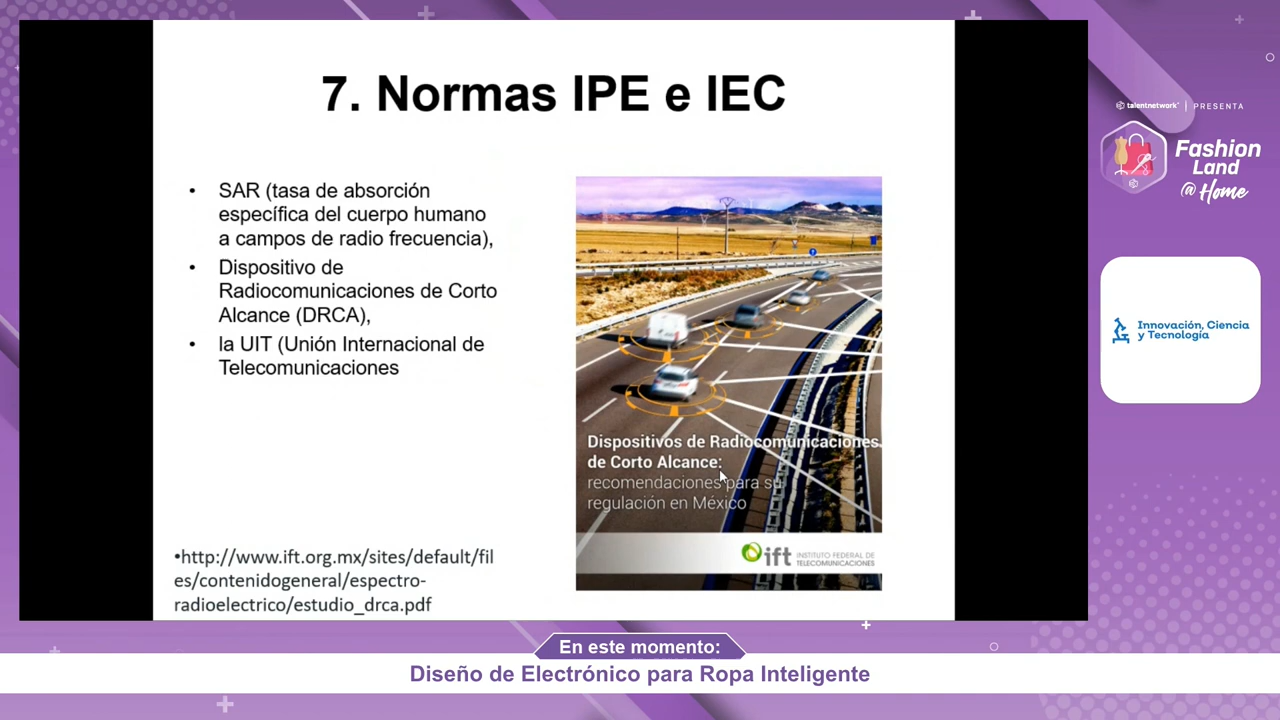 7. Normas IPE e IEC
• SAR (tasa de absorción
específica del cuerpo humano
a campos de radio frecuencia),
• Dispositivo de
Radiocomunicaciones de Corto
Alcance (DRCA),
• la UIT (Unión Internacional de
Telecomunicaciones
•http://www.ift.org.mx/sites/default/fil
es/contenidogeneral/espectro-
radioelectrico/estudio_drca.pdf
Dispositivos de Radiocomunicaciones
de Corto Alcance:
recomendaciones para su
regulación en México
ift INSTITUTO FEDERAL DE
TELECOMUNICACIONES
talentnetwork | PRESENTA
Fashion
Land
@ Home
Innovación, Ciencia
y Tecnología
En este momento:
Diseño de Electrónico para Ropa Inteligente